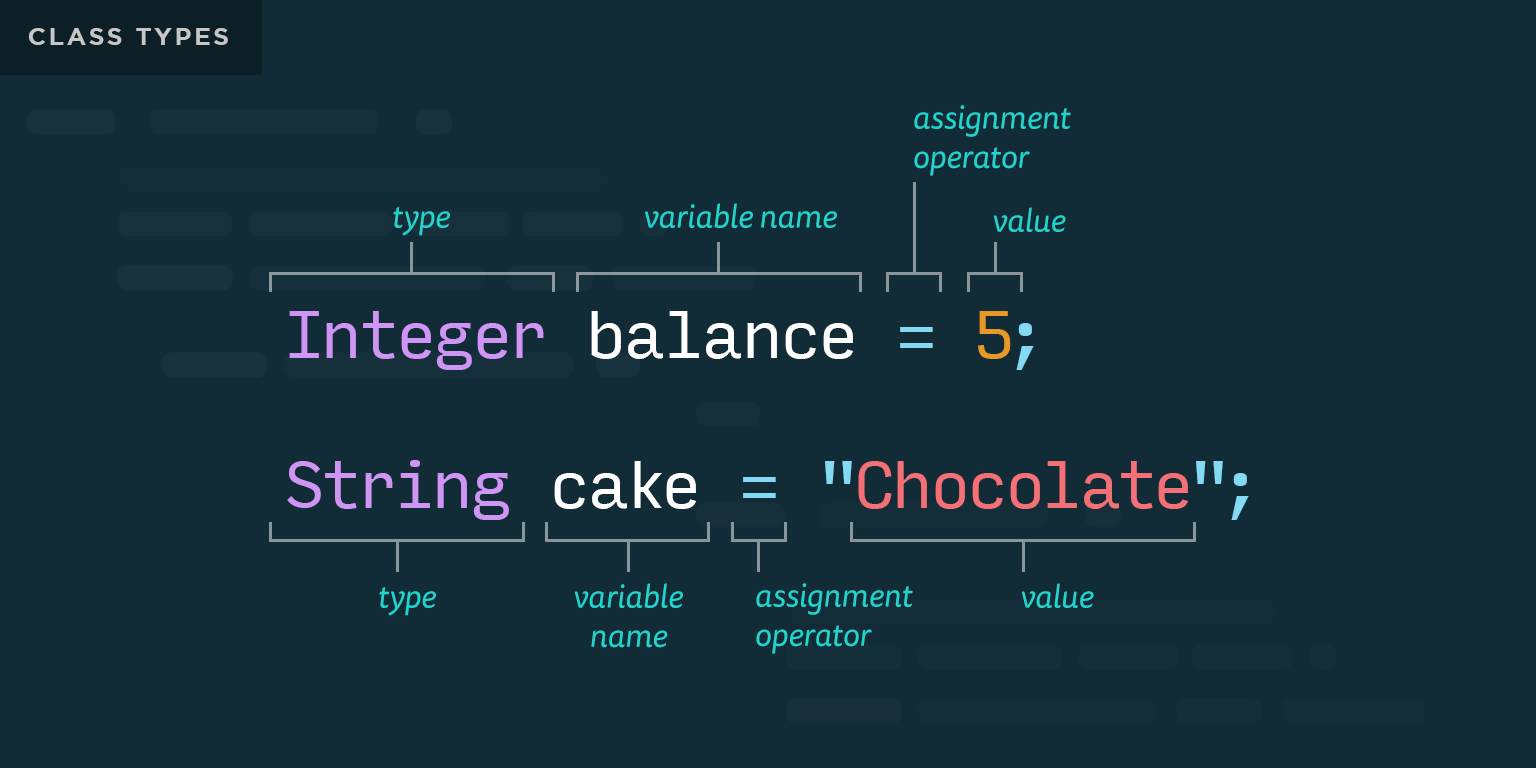 CLASS TYPES
assignment
operator
type
variable name
value
Integer balance = 5;
String cake = "Chocolate";
type
variable
name
assignment
operator
value